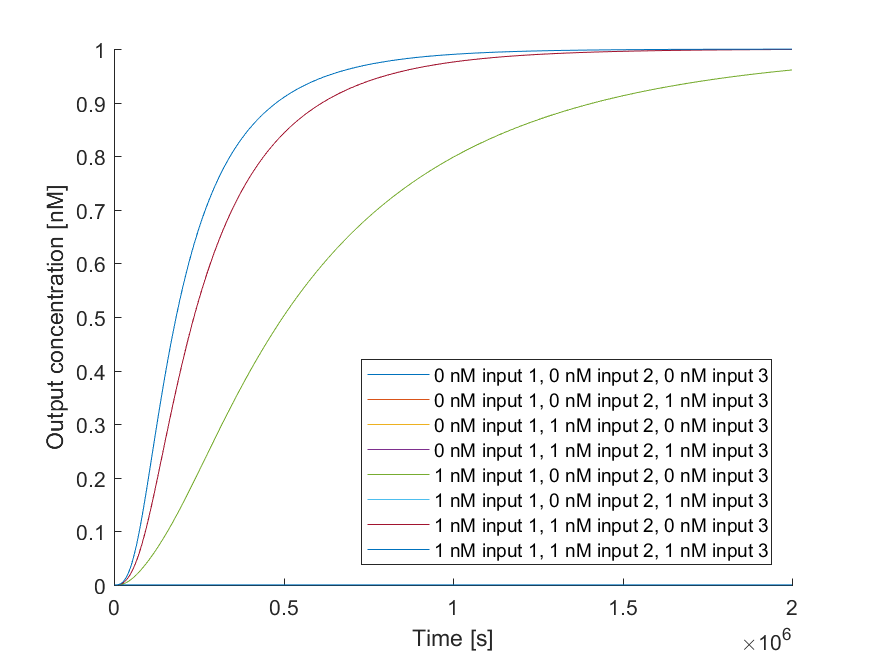 1
0.9
0.8
0.7
0.6
0.5
0.4
0.3
0.2
0.1
0
Output concentration [nM]
0 nM input 1, 0 nM input 2, 0 nM input 3
0 nM input 1, 0 nM input 2, 1 nM input 3
0 nM input 1, 1 nM input 2, 0 nM input 3
0 nM input 1, 1 nM input 2, 1 nM input 3
1 nM input 1, 0 nM input 2, 0 nM input 3
1 nM input 1, 0 nM input 2, 1 nM input 3
1 nM input 1, 1 nM input 2, 0 nM input 3
1 nM input 1, 1 nM input 2, 1 nM input 3
0 0.5 1 1.5 2
Time [s]
×10⁶